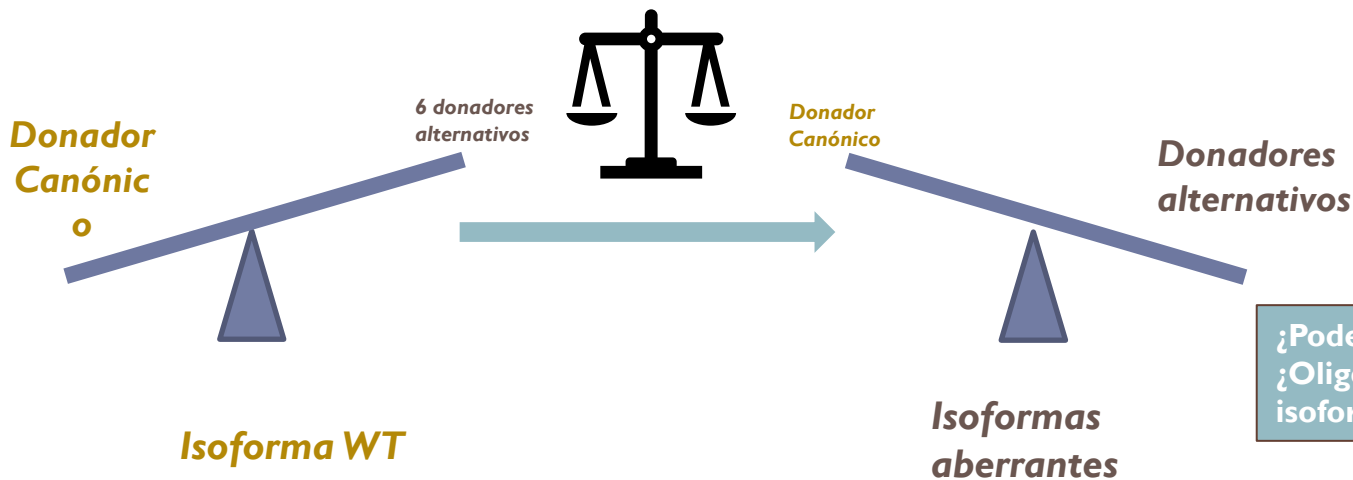 Donador
Canónic
o
6 donadores
alternativos
Donador
Canónico
Donadores
alternativos
Isoforma WT
Isoformas
aberrantes